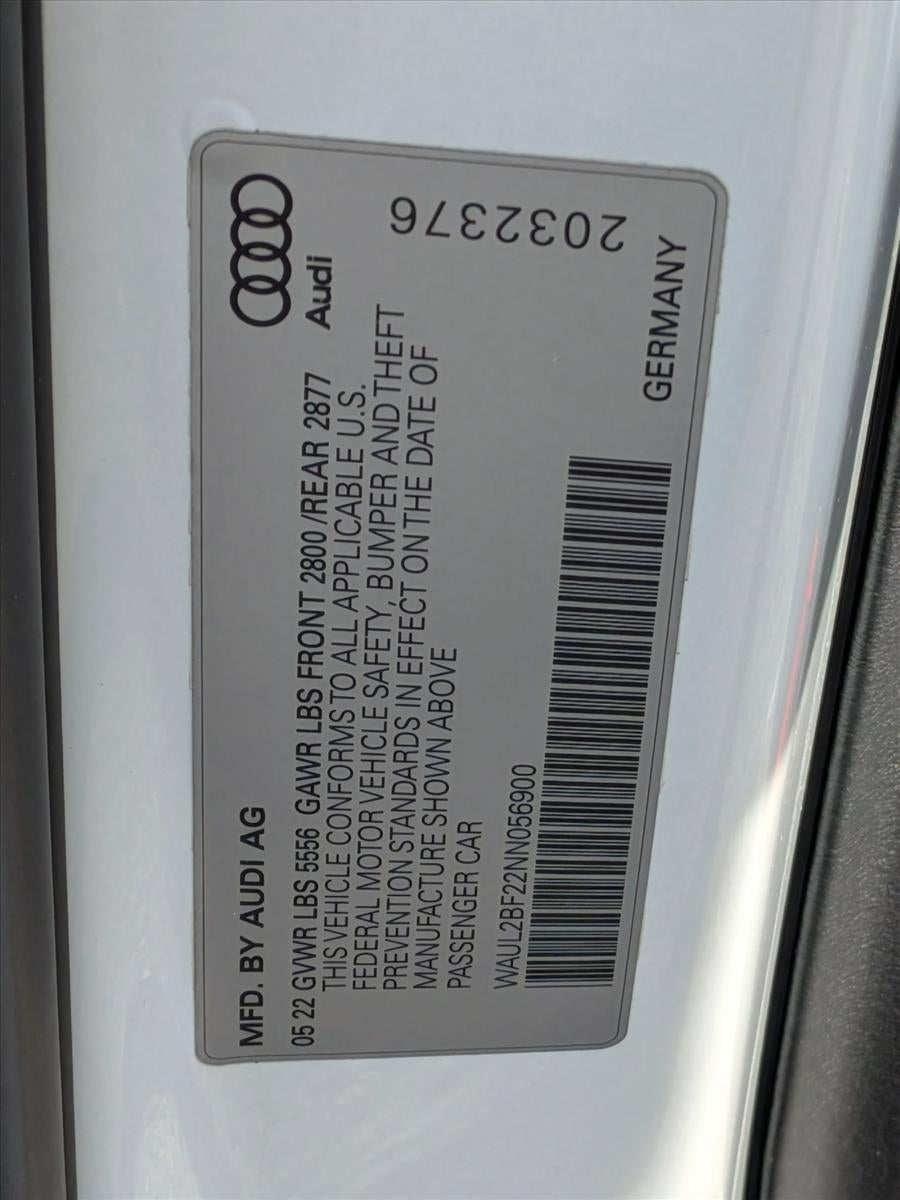 MFD. BY AUDI AG
Audi
05 22 GVWR LBS 5556 GAWR LBS FRONT 2800/REAR 2877
THIS VEHICLE CONFORMS TO ALL APPLICABLE U.S.
FEDERAL MOTOR VEHICLE SAFETY, BUMPER AND THEFT
PREVENTION STANDARDS IN EFFECT ON THE DATE OF
MANUFACTURE SHOWN ABOVE
PASSENGER CAR
2032376
WAUL2BF22NN056900
GERMANY